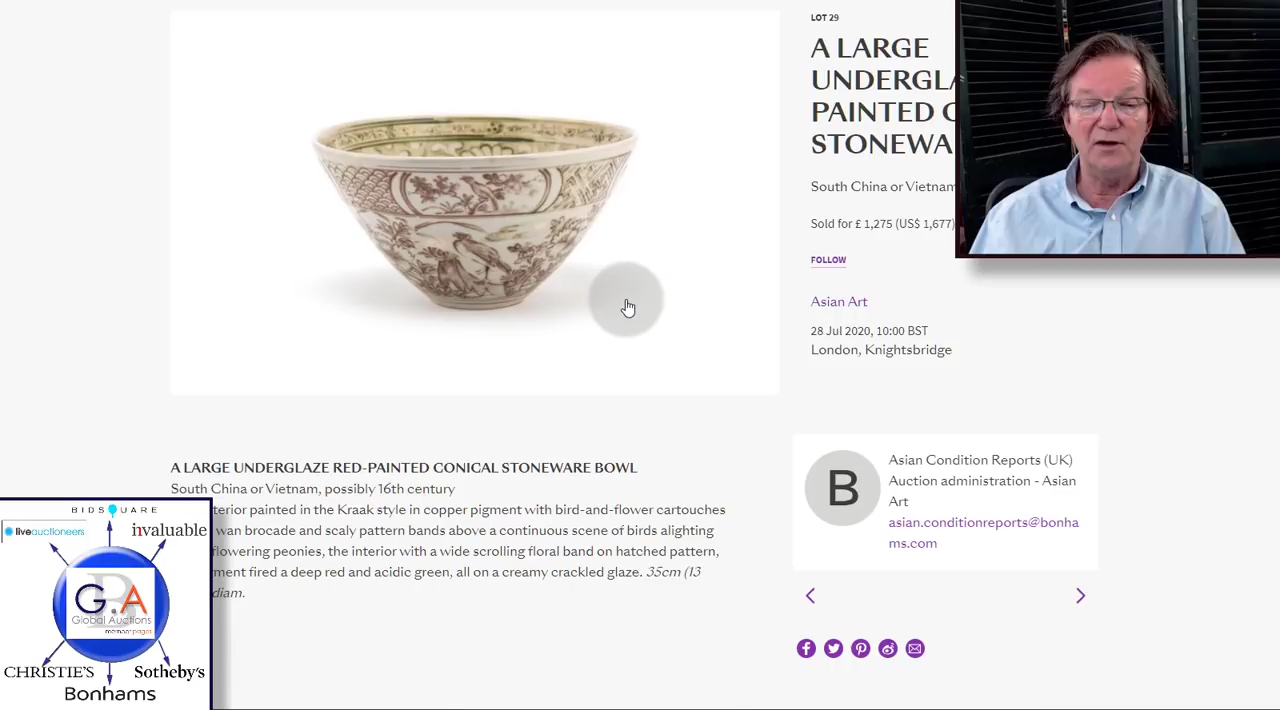 LOT 29
A LARGE
UNDERGLA
PAINTED C
STONEWA
South China or Vietnam
Sold for £ 1,275 (US$ 1,677)
FOLLOW
Asian Art
28 Jul 2020, 10:00 BST
London, Knightsbridge
A LARGE UNDERGLAZE RED-PAINTED CONICAL STONEWARE BOWL
South China or Vietnam, possibly 16th century
terior painted in the Kraak style in copper pigment with bird-and-flower cartouches
wan brocade and scaly pattern bands above a continuous scene of birds alighting
flowering peonies, the interior with a wide scrolling floral band on hatched pattern,
ment fired a deep red and acidic green, all on a creamy crackled glaze. 35cm (13
diam.
B
Asian Condition Reports (UK)
Auction administration - Asian
Art
asian.conditionreports@bonha
ms.com
BIDSQUARE
liveauctioneers
invaluable
G.A
Global Auctions
CHRISTIE'S
Sotheby's
Bonhams